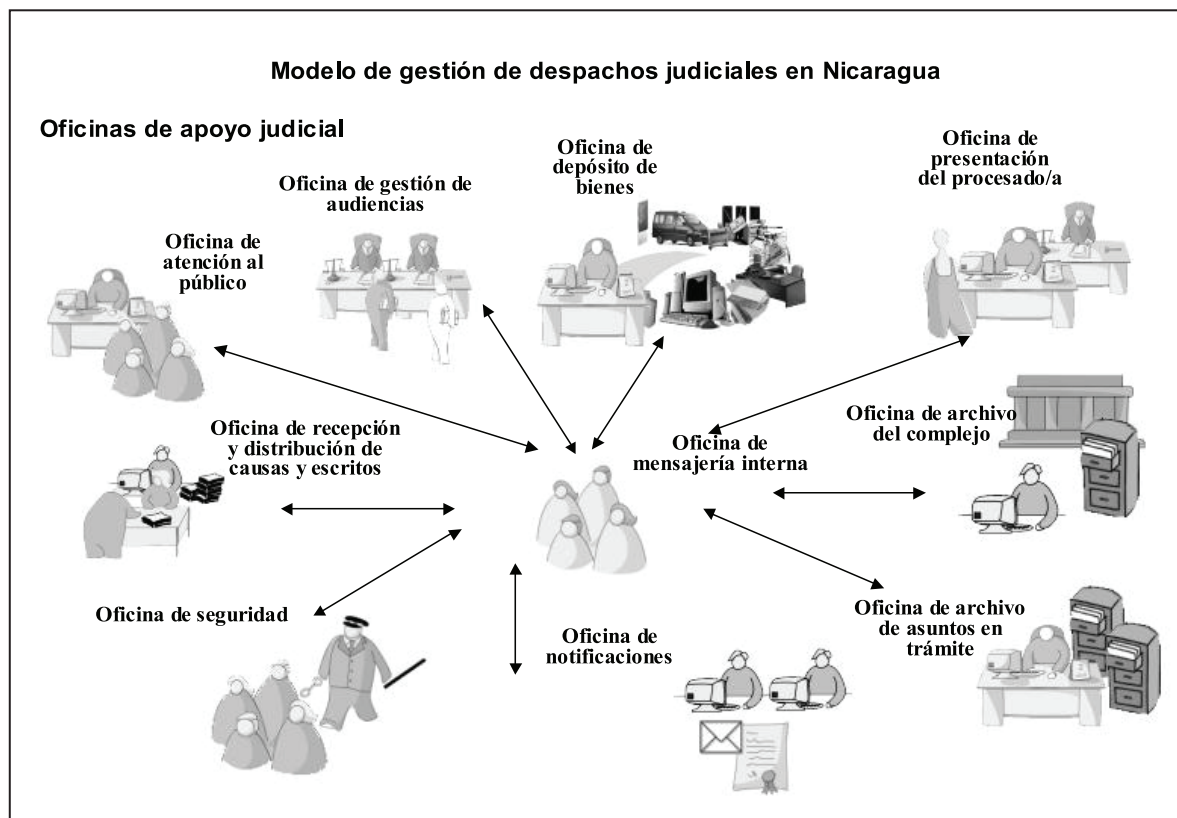 Modelo de gestión de despachos judiciales en Nicaragua
Oficinas de apoyo judicial
Oficina de
atención al
público
Oficina de gestión de
audiencias
Oficina de
depósito de
bienes
Oficina de
presentación
del procesado/a
Oficina de recepción
y distribución de
causas y escritos
Oficina de
mensajería interna
Oficina de archivo
del complejo
Oficina de seguridad
Oficina de
notificaciones
Oficina de archivo
de asuntos en
trámite